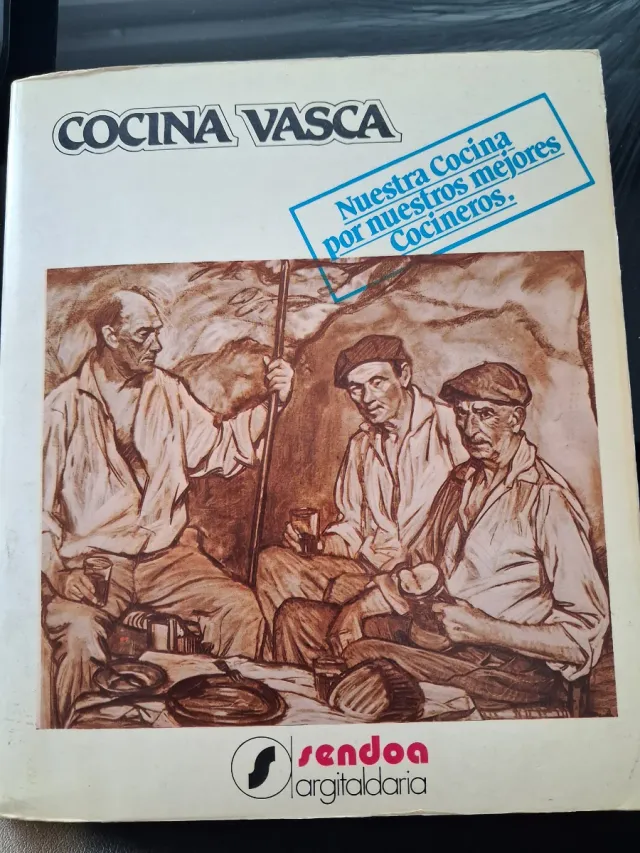 COCINA VASCA
Nuestra Cocina
por nuestros mejores
Cocineros.
sendoa
argitaldaria